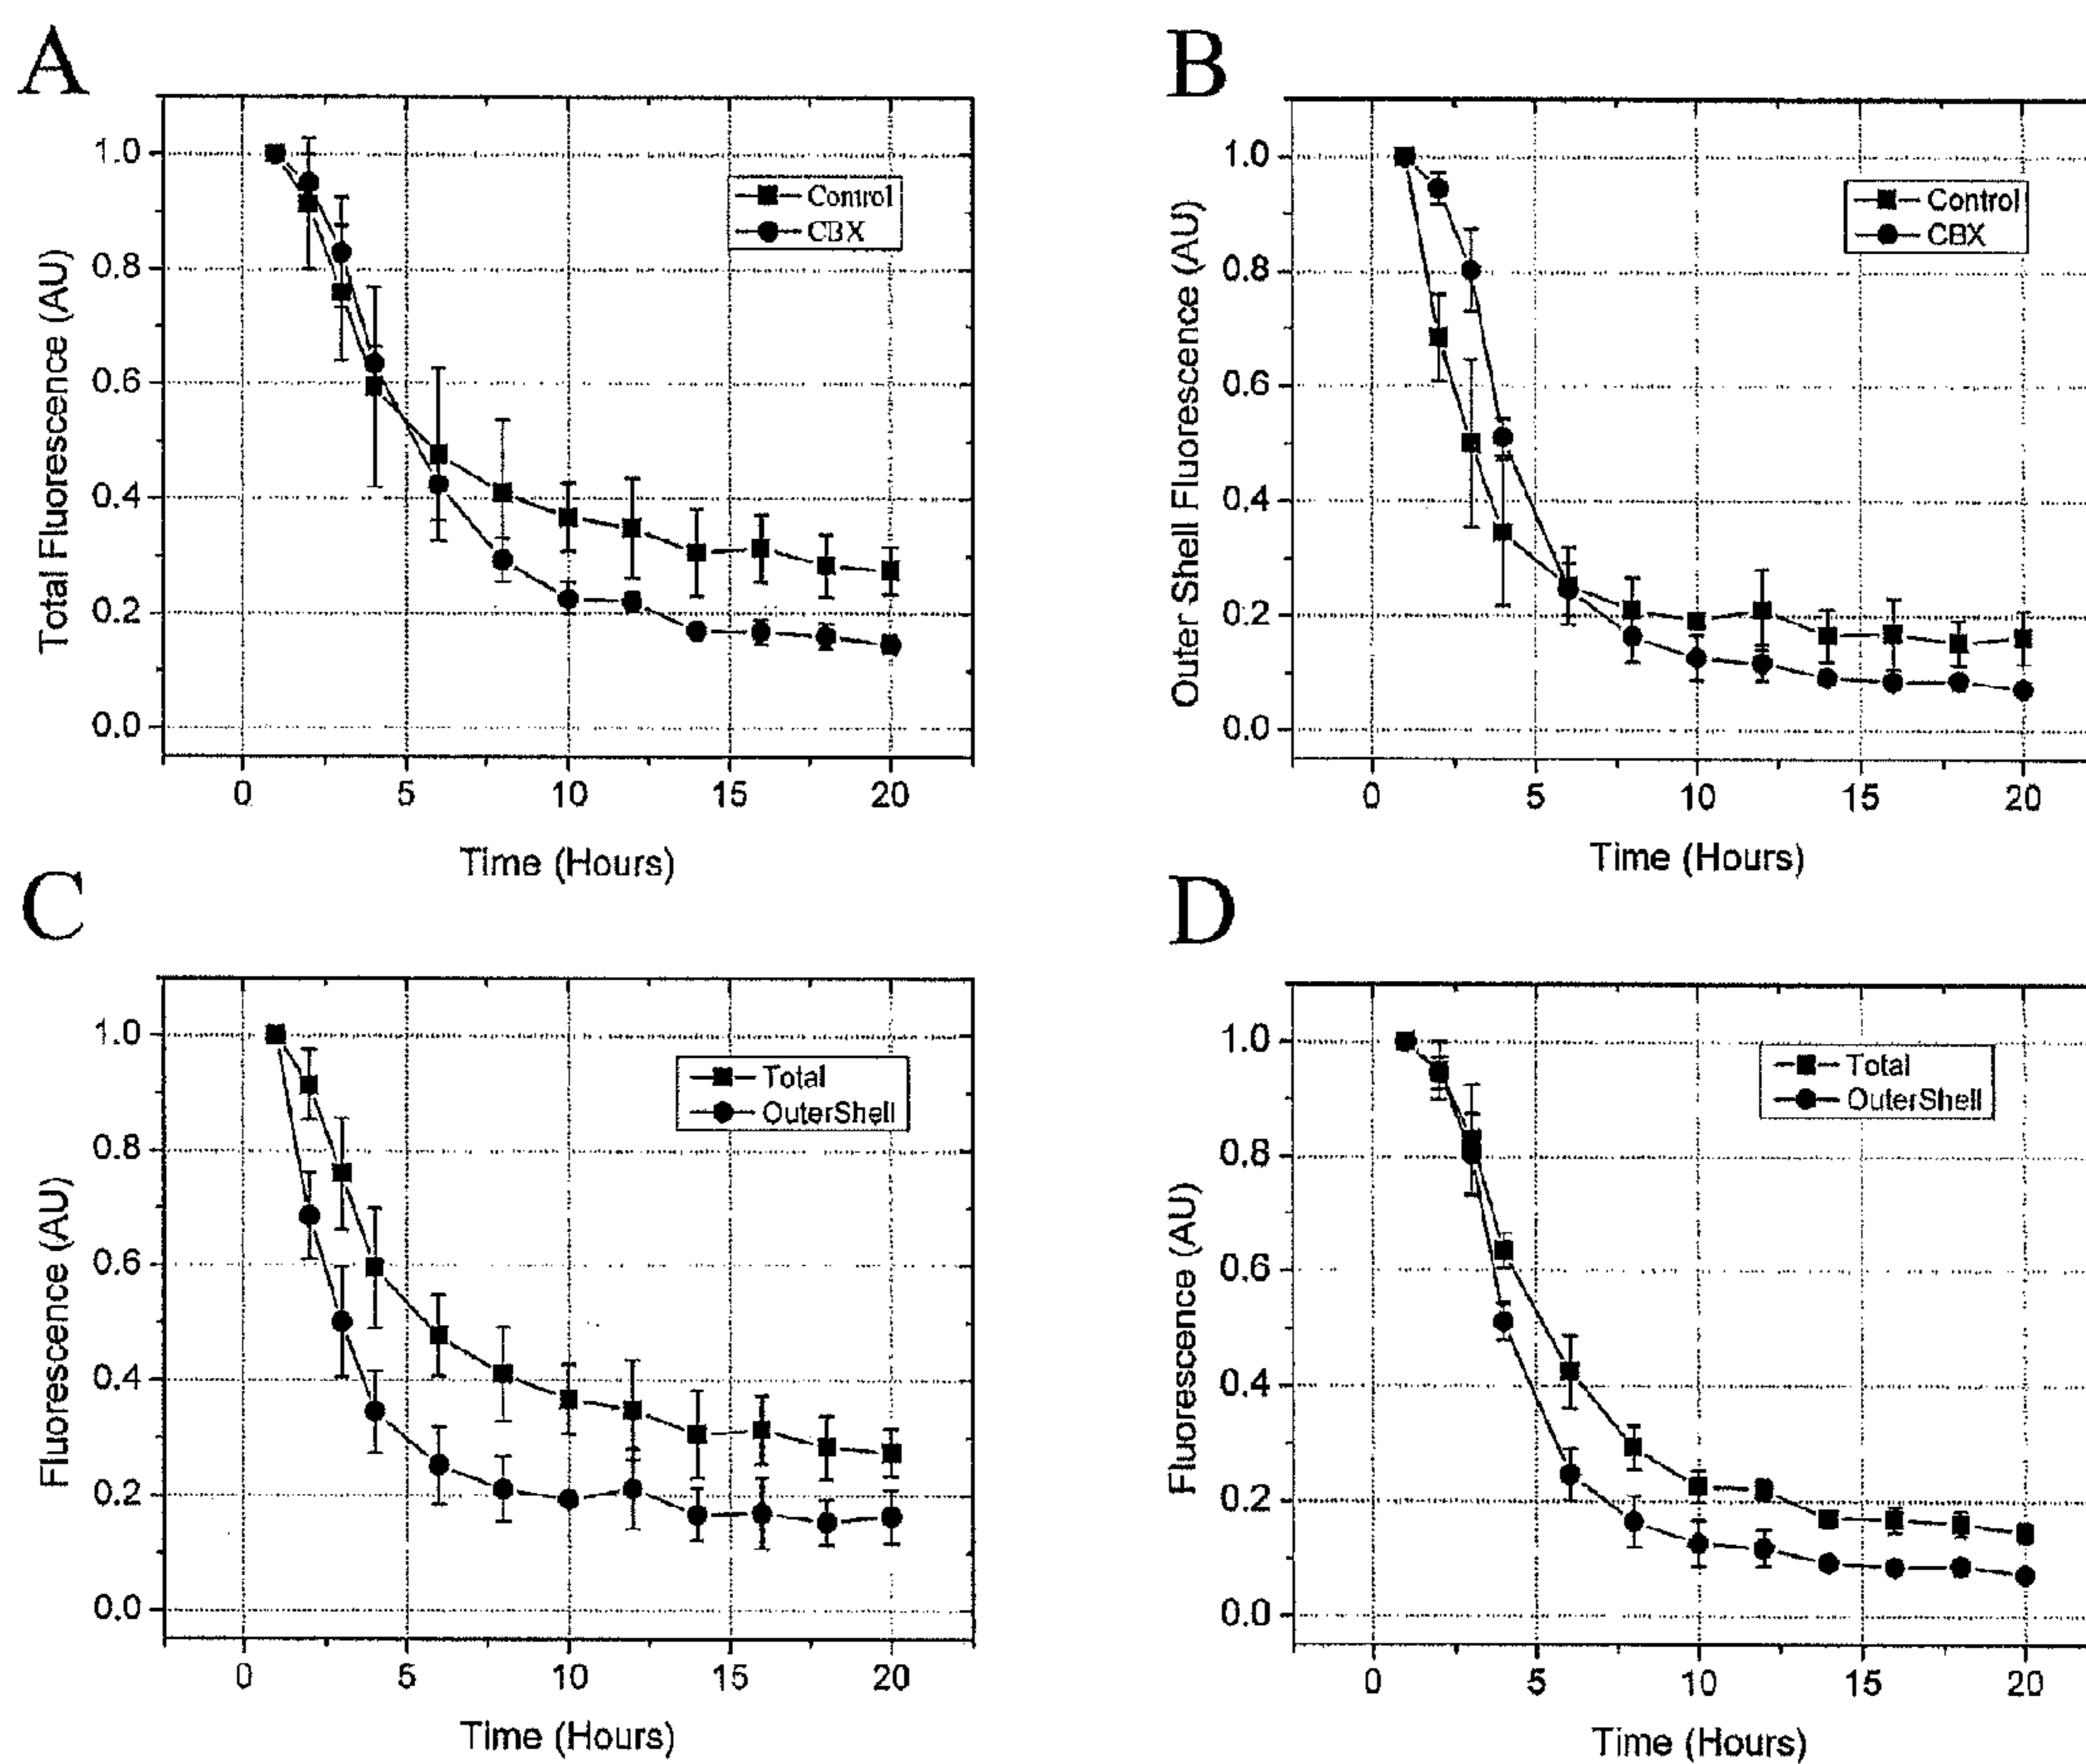 A
Total Fluorescence (AU)
1.0
0.8
0.6
0.4
0.2
0.0
Control
CBX
0 5 10 15 20
Time (Hours)
B
Outer Shell Fluorescence (AU)
1.0
0.8
0.6
0.4
0.2
0.0
Control
CBX
0 5 10 15 20
Time (Hours)
C
Fluorescence (AU)
1.0
0.8
0.6
0.4
0.2
0.0
Total
OuterShell
0 5 10 15 20
Time (Hours)
D
Fluorescence (AU)
1.0
0.8
0.6
0.4
0.2
0.0
Total
OuterShell
0 5 10 15 20
Time (Hours)